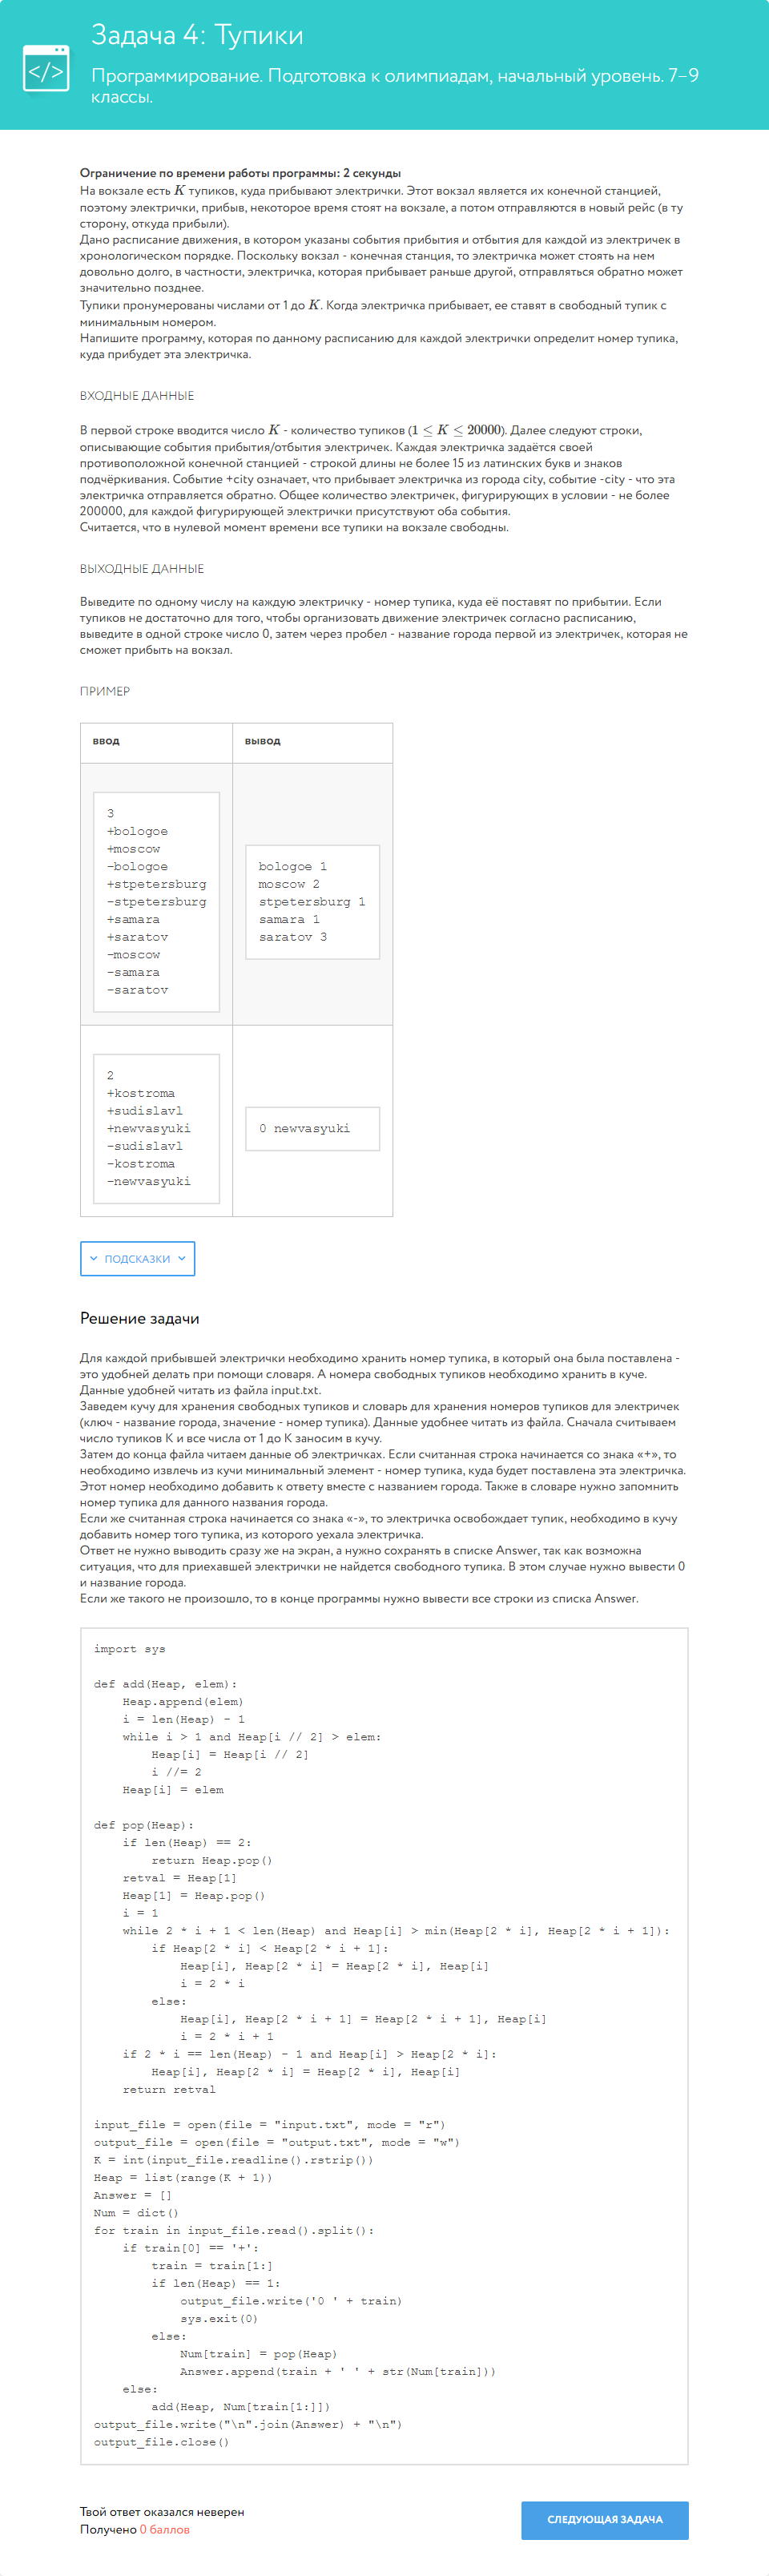 Задача 4: Тупики
Программирование. Подготовка к олимпиадам, начальный уровень. 7–9
классы.
</>
Ограничение по времени работы программы: 2 секунды
На вокзале есть K тупиков, куда прибывают электрички. Этот вокзал является их конечной станцией,
поэтому электрички, прибыв, некоторое время стоят на вокзале, а потом отправляются в новый рейс (в ту
сторону, откуда прибыли).
Дано расписание движения, в котором указаны события прибытия и отбытия для каждой из электричек в
хронологическом порядке. Поскольку вокзал - конечная станция, то электричка может стоять на нем
довольно долго, в частности, электричка, которая прибывает раньше другой, отправляться обратно может
значительно позднее.
Тупики пронумерованы числами от 1 до K. Когда электричка прибывает, ее ставят в свободный тупик с
минимальным номером.
Напишите программу, которая по данному расписанию для каждой электрички определит номер тупика,
куда прибудет эта электричка.
ВХОДНЫЕ ДАННЫЕ
В первой строке вводится число K - количество тупиков (1 ≤ K ≤ 20000). Далее следуют строки,
описывающие события прибытия/отбытия электричек. Каждая электричка задаётся своей
противоположной конечной станцией - строкой длины не более 15 из латинских букв и знаков
подчёркивания. Событие +city означает, что прибывает электричка из города city, событие -city - что эта
электричка отправляется обратно. Общее количество электричек, фигурирующих в условии - не более
200000, для каждой фигурирующей электрички присутствуют оба события.
Считается, что в нулевой момент времени все тупики на вокзале свободны.
ВЫХОДНЫЕ ДАННЫЕ
Выведите по одному числу на каждую электричку - номер тупика, куда её поставят по прибытии. Если
тупиков не достаточно для того, чтобы организовать движение электричек согласно расписанию,
выведите в одной строке число 0, затем через пробел - название города первой из электричек, которая не
сможет прибыть на вокзал.
ПРИМЕР
ввод
вывод
3
+bologoe
+moscow
-bologoe
+stpetersburg
-stpetersburg
+samara
+saratov
-moscow
-samara
-saratov
bologoe 1
moscow 2
stpetersburg 1
samara 1
saratov 3
2
+kostroma
+sudislavl
+newvasyuki
-sudislavl
-kostroma
-newvasyuki
0 newvasyuki
ПОДСКАЗКИ
Решение задачи
Для каждой прибывшей электрички необходимо хранить номер тупика, в который она была поставлена -
это удобней делать при помощи словаря. А номера свободных тупиков необходимо хранить в куче.
Данные удобней читать из файла input.txt.
Заведем кучу для хранения свободных тупиков и словарь для хранения номеров тупиков для электричек
(ключ - название города, значение - номер тупика). Данные удобнее читать из файла. Сначала считываем
число тупиков K и все числа от 1 до K заносим в кучу.
Затем до конца файла читаем данные об электричках. Если считанная строка начинается со знака «+», то
необходимо извлечь из кучи минимальный элемент - номер тупика, куда будет поставлена эта электричка.
Этот номер необходимо добавить к ответу вместе с названием города. Также в словаре нужно запомнить
номер тупика для данного названия города.
Если же считанная строка начинается со знака «-», то электричка освобождает тупик, необходимо в кучу
добавить номер того тупика, из которого уехала электричка.
Ответ не нужно выводить сразу же на экран, а нужно сохранять в списке Answer, так как возможна
ситуация, что для приехавшей электрички не найдется свободного тупика. В этом случае нужно вывести 0
и название города.
Если же такого не произошло, то в конце программы нужно вывести все строки из списка Answer.
import sys
def add(Heap, elem):
    Heap.append(elem)
    i = len(Heap) - 1
    while i > 1 and Heap[i // 2] > elem:
        Heap[i] = Heap[i // 2]
        i //= 2
    Heap[i] = elem
def pop(Heap):
    if len(Heap) == 2:
        return Heap.pop()
    retval = Heap[1]
    Heap[1] = Heap.pop()
    i = 1
    while 2 * i + 1 < len(Heap) and Heap[i] > min(Heap[2 * i], Heap[2 * i + 1]):
        if Heap[2 * i] < Heap[2 * i + 1]:
            Heap[i], Heap[2 * i] = Heap[2 * i], Heap[i]
            i = 2 * i
        else:
            Heap[i], Heap[2 * i + 1] = Heap[2 * i + 1], Heap[i]
            i = 2 * i + 1
    if 2 * i == len(Heap) - 1 and Heap[i] > Heap[2 * i]:
        Heap[i], Heap[2 * i] = Heap[2 * i], Heap[i]
    return retval
input_file = open(file = "input.txt", mode = "r")
output_file = open(file = "output.txt", mode = "w")
K = int(input_file.readline().rstrip())
Heap = list(range(K + 1))
Answer = []
Num = dict()
for train in input_file.read().split():
    if train[0] == '+':
        train = train[1:]
        if len(Heap) == 1:
            output_file.write('0 ' + train)
            sys.exit(0)
        else:
            Num[train] = pop(Heap)
            Answer.append(train + ' ' + str(Num[train]))
    else:
        add(Heap, Num[train[1:]])
output_file.write("\n".join(Answer) + "\n")
output_file.close()
Твой ответ оказался неверен
Получено 0 баллов
СЛЕДУЮЩАЯ ЗАДАЧА